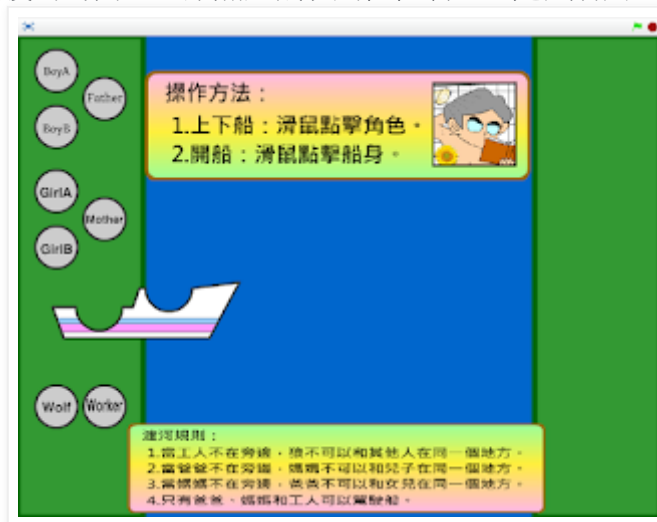 BoyA
Father
BoyB
GirlA
Mother
GirlB
Wolf
Worker
操作方法：
1.上下船：滑鼠點擊角色。
2.開船：滑鼠點擊船身。
渡河規則：
1.當工人不在旁邊，狼不可以和其他人在同一個地方。
2.當爸爸不在旁邊，媽媽不可以和兒子在同一個地方。
3.當媽媽不在旁邊，爸爸不可以和女兒在同一個地方。
4.只有爸爸、媽媽和工人可以駕駛船。